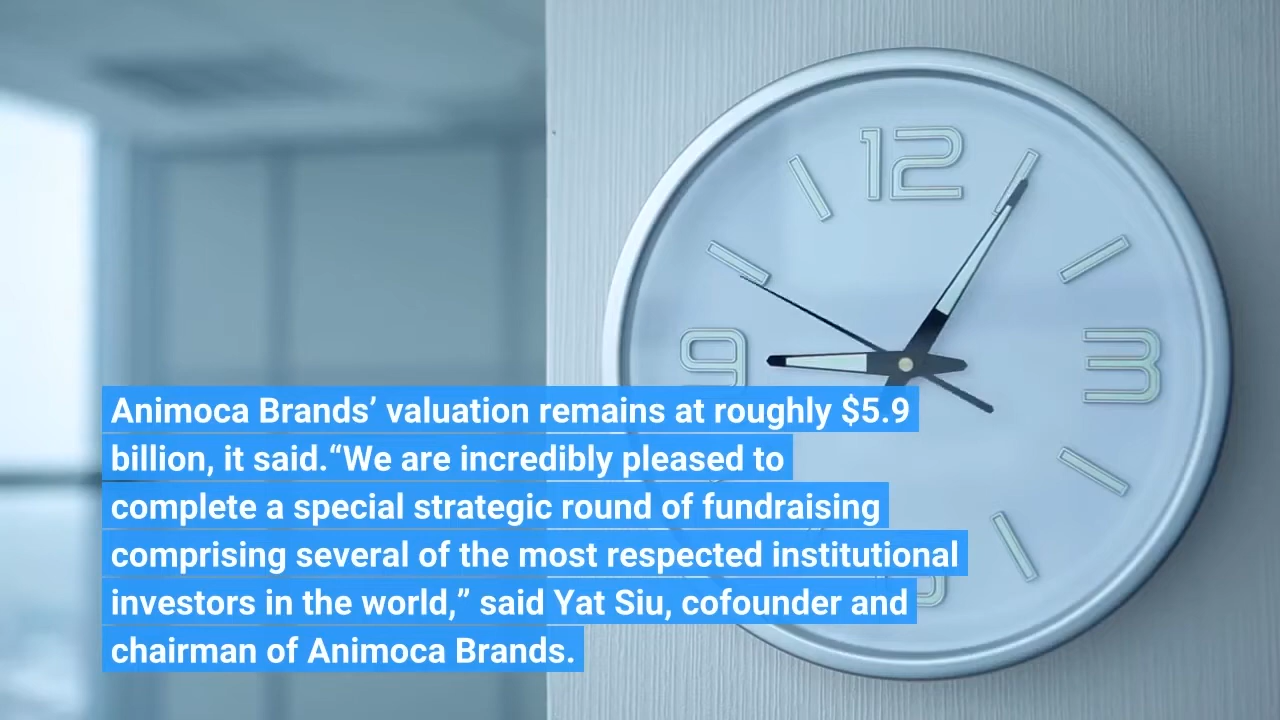 12
9
3
Animoca Brands’ valuation remains at roughly $5.9
billion, it said.“We are incredibly pleased to
complete a special strategic round of fundraising
comprising several of the most respected institutional
investors in the world,” said Yat Siu, cofounder and
chairman of Animoca Brands.